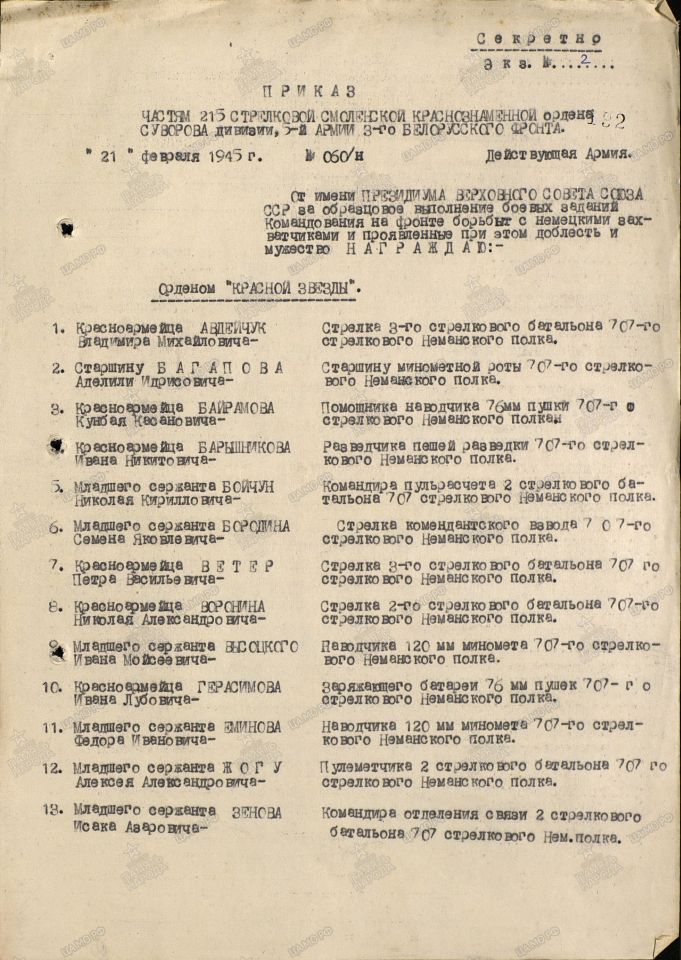 Секретно
Экз. №. 2 .......
192
ПРИКАЗ
ЧАСТЯМ 215 СТРЕЛКОВОЙ СМОЛЕНСКОЙ КРАСНОЗНАМЕННОЙ ордена
СУВОРОВА дивизии, 5-й АРМИИ 3-го БЕЛОРУССКОГО ФРОНТА.
"21" февраля 1945 г. № 060/н Действующая Армия.
От имени ПРЕЗИДИУМА ВЕРХОВНОГО СОВЕТА СОЮЗА
ССР за образцовое выполнение боевых заданий
Командования на фронте борьбыт с немецкими зах-
ватчиками и проявленные при этом доблесть и
мужество НАГРАЖДАЮ:-
Орденом "КРАСНОЙ ЗВЕЗДЫ".
1. Красноармейца АВДЕЙЧУК Стрелка 3-го стрелкового батальона 707-го
Владимира Михайловича- стрелкового Неманского полка.
2. Старшину БАГАПОВА Старшину минометной роты 707-го стрелко-
Аделили Идрисовича- вого Неманского полка.
3. Красноармейца БАЙРАМОВА Помощника наводчика 76мм пушки 707-г о
Кунбая Касановича- стрелкового Неманского полка.
Красноармейца БАРЫШНИКОВА Разведчика пешей разведки 707-го стрел-
Ивана Никитовича- кового Неманского полка.
5. Младшего сержанта БОЙЧУН Командира пульрасчета 2 стрелкового ба-
Николая Кирилловича- тальона 707 стрелкового Неманского полка.
6. Младшего сержанта БОРОДИНА Стрелка комендантского взвода 7 0 7-го
Семена Яковлевича- стрелкового Неманского полка.
7. Красноармейца ВЕТЕР Стрелка 3-го стрелкового батальона 707 го
Петра Васильевича- стрелкового Неманского полка.
8. Красноармейца ВОРОНИНА Стрелка 2-го стрелкового батальона 707-го
Николая Александровича- стрелкового Неманского полка.
9. Младшего сержанта ВЫСОЦКОГО Наводчика 120 мм миномета 707-го стрелко-
Ивана Мойсеевича- вого Неманского полка.
10. Красноармейца ГЕРАСИМОВА Заряжающего батареи 76 мм пушек 707- г о
Ивана Лубовича- стрелкового Неманского полка.
11. Младшего сержанта ЕМИНОВА Наводчика 120 мм миномета 707-го стрел-
Федора Ивановича- кового Неманского полка.
12. Младшего сержанта ЖОГУ Пулеметчика 2 стрелкового батальона 707 го
Алексея Александровича- стрелкового Неманского полка.
13. Младшего сержанта ЗЕНОВА Командира отделения связи 2 стрелкового
Исака Азаровича- батальона 707 стрелкового Нем.полка.